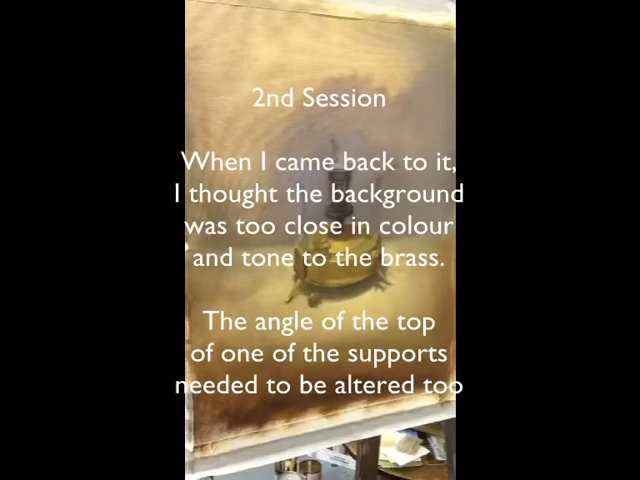 2nd Session
When I came back to it,
I thought the background
was too close in colour
and tone to the brass.
The angle of the top
of one of the supports
needed to be altered too